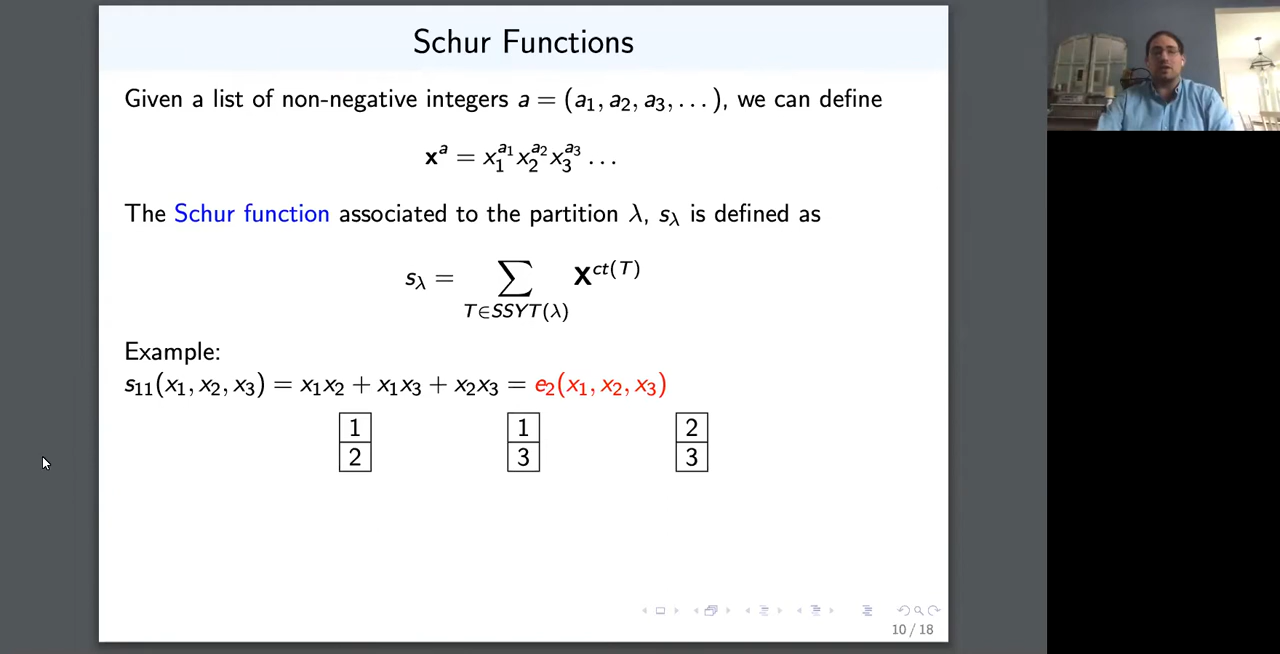 Schur Functions
Given a list of non-negative integers a = (a₁, a₂, a₃, . . . ), we can define
𝐱ᵃ = x₁^{a₁} x₂^{a₂} x₃^{a₃} . . .
The Schur function associated to the partition λ, s_λ is defined as
s_λ = ∑_{T∈SSYT(λ)} 𝐗^{ct(T)}
Example:
s₁₁(x₁, x₂, x₃) = x₁x₂ + x₁x₃ + x₂x₃ = e₂(x₁, x₂, x₃)
1 1 2
2 3 3
10 / 18